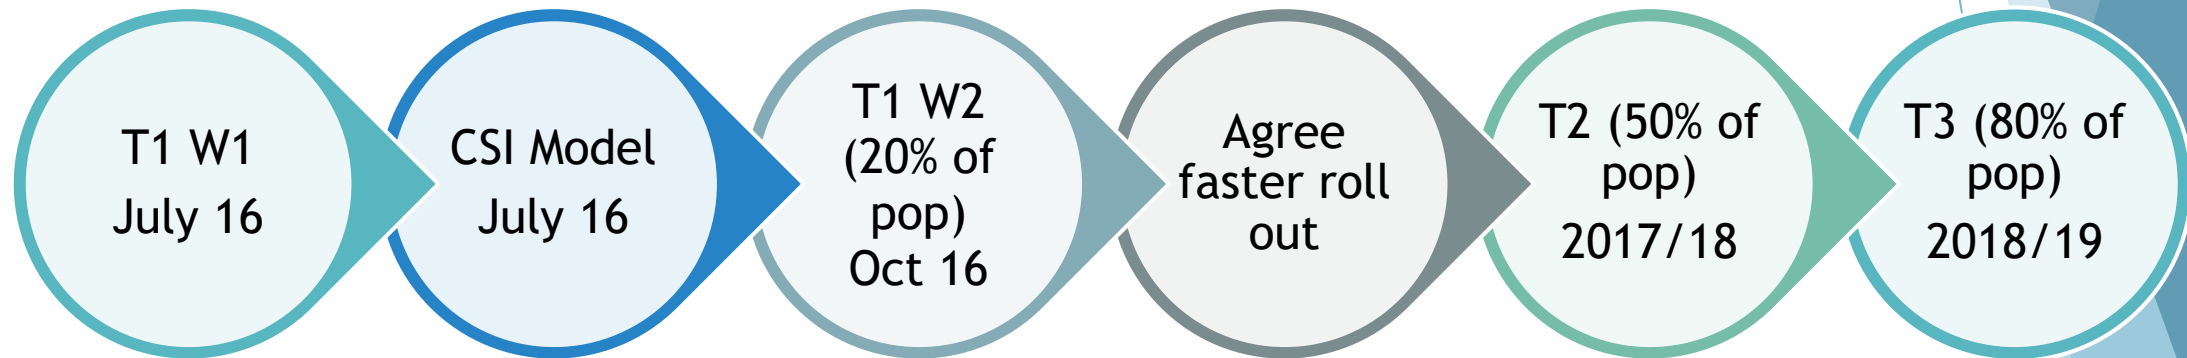 T1 W1
July 16
CSI Model
July 16
T1 W2
(20% of
pop)
Oct 16
Agree
faster roll
out
T2 (50% of
pop)
2017/18
T3 (80% of
pop)
2018/19